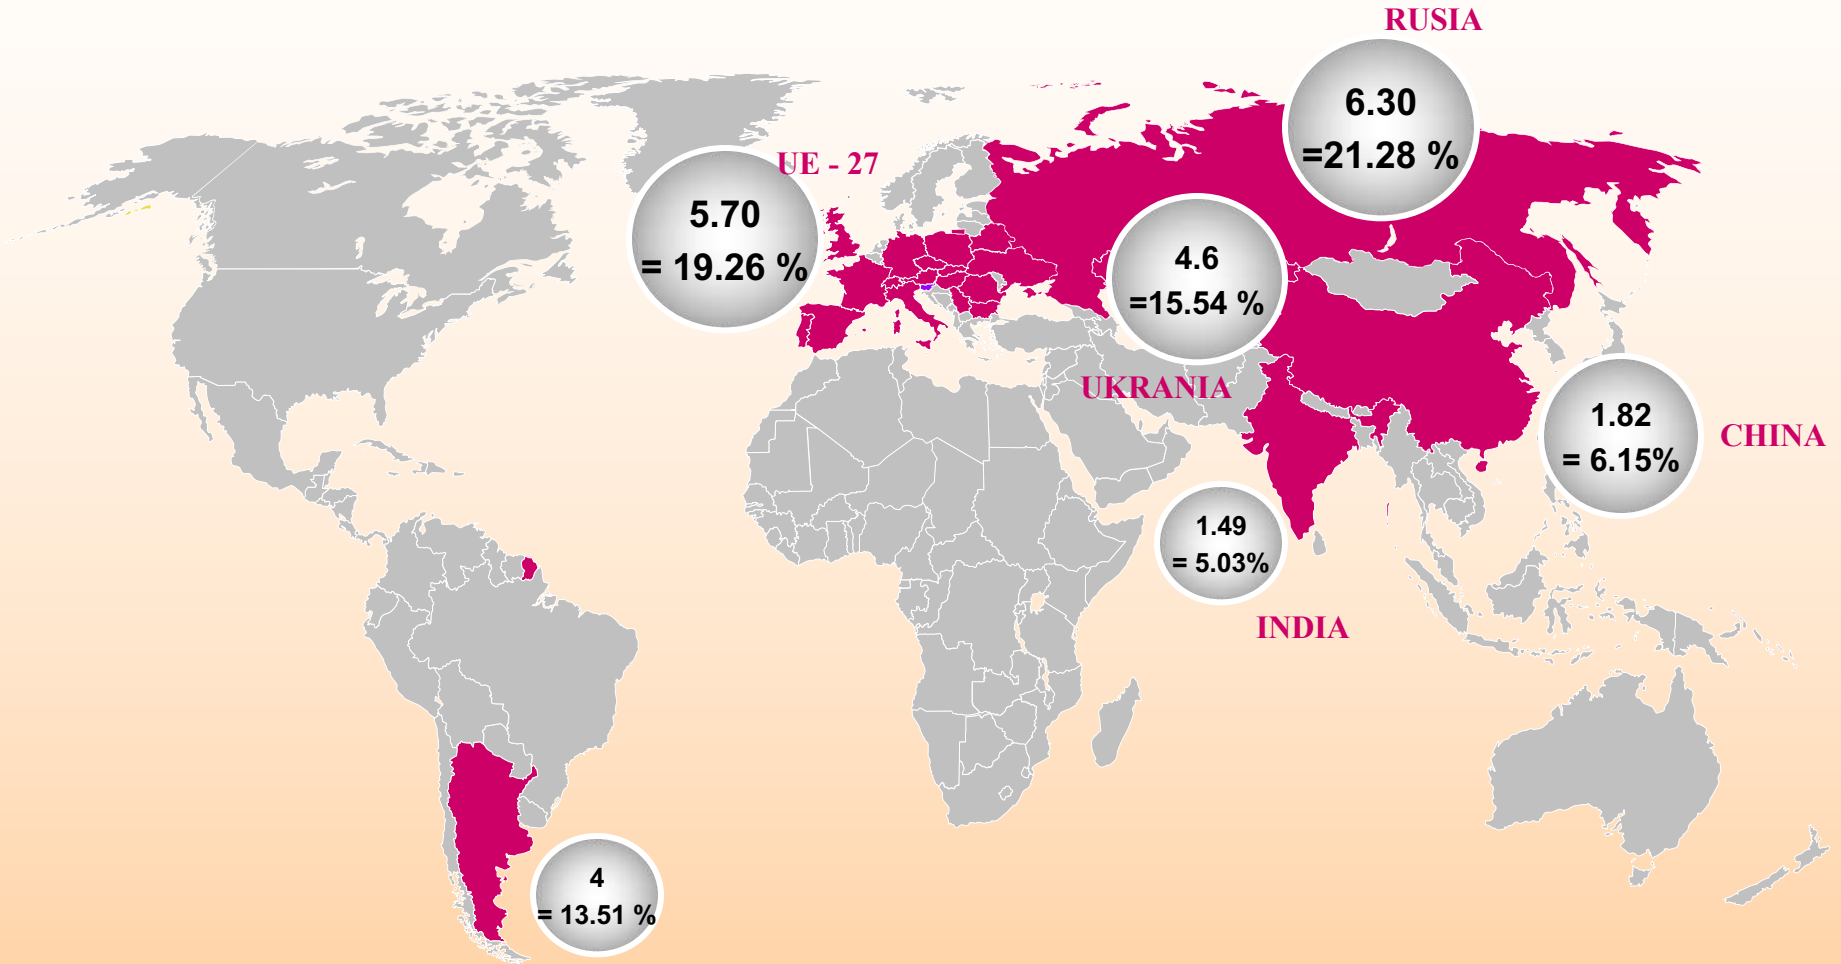 RUSIA
6.30
=21.28 %
UE - 27
5.70
= 19.26 %
4.6
=15.54 %
UKRANIA
1.82
= 6.15%
CHINA
1.49
= 5.03%
INDIA
4
= 13.51 %